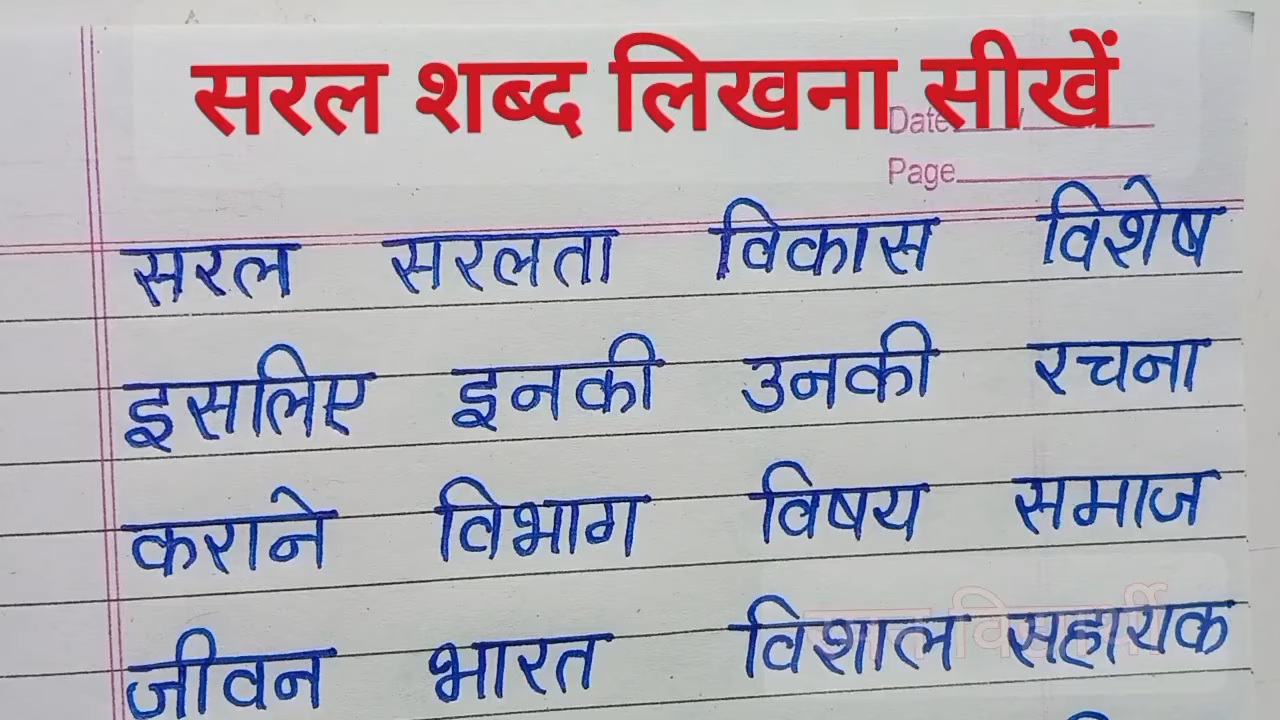 सरल शब्द लिखना सीखें
Date
Page
सरल सरलता विकास विशेष
इसलिए इनकी उनकी रचना
कराने विभाग विषय समाज
जीवन भारत विशाल सहायक